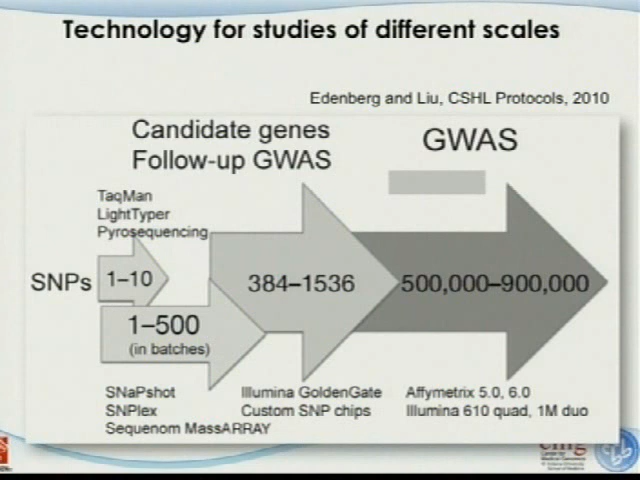 Technology for studies of different scales
Edenberg and Liu, CSHL Protocols, 2010
Candidate genes
Follow-up GWAS
GWAS
TaqMan
LightTyper
Pyrosequencing
SNPs
1–10
384–1536
500,000–900,000
1–500
(in batches)
SNaPshot
SNPlex
Sequenom MassARRAY
Illumina GoldenGate
Custom SNP chips
Affymetrix 5.0, 6.0
Illumina 610 quad, 1M duo